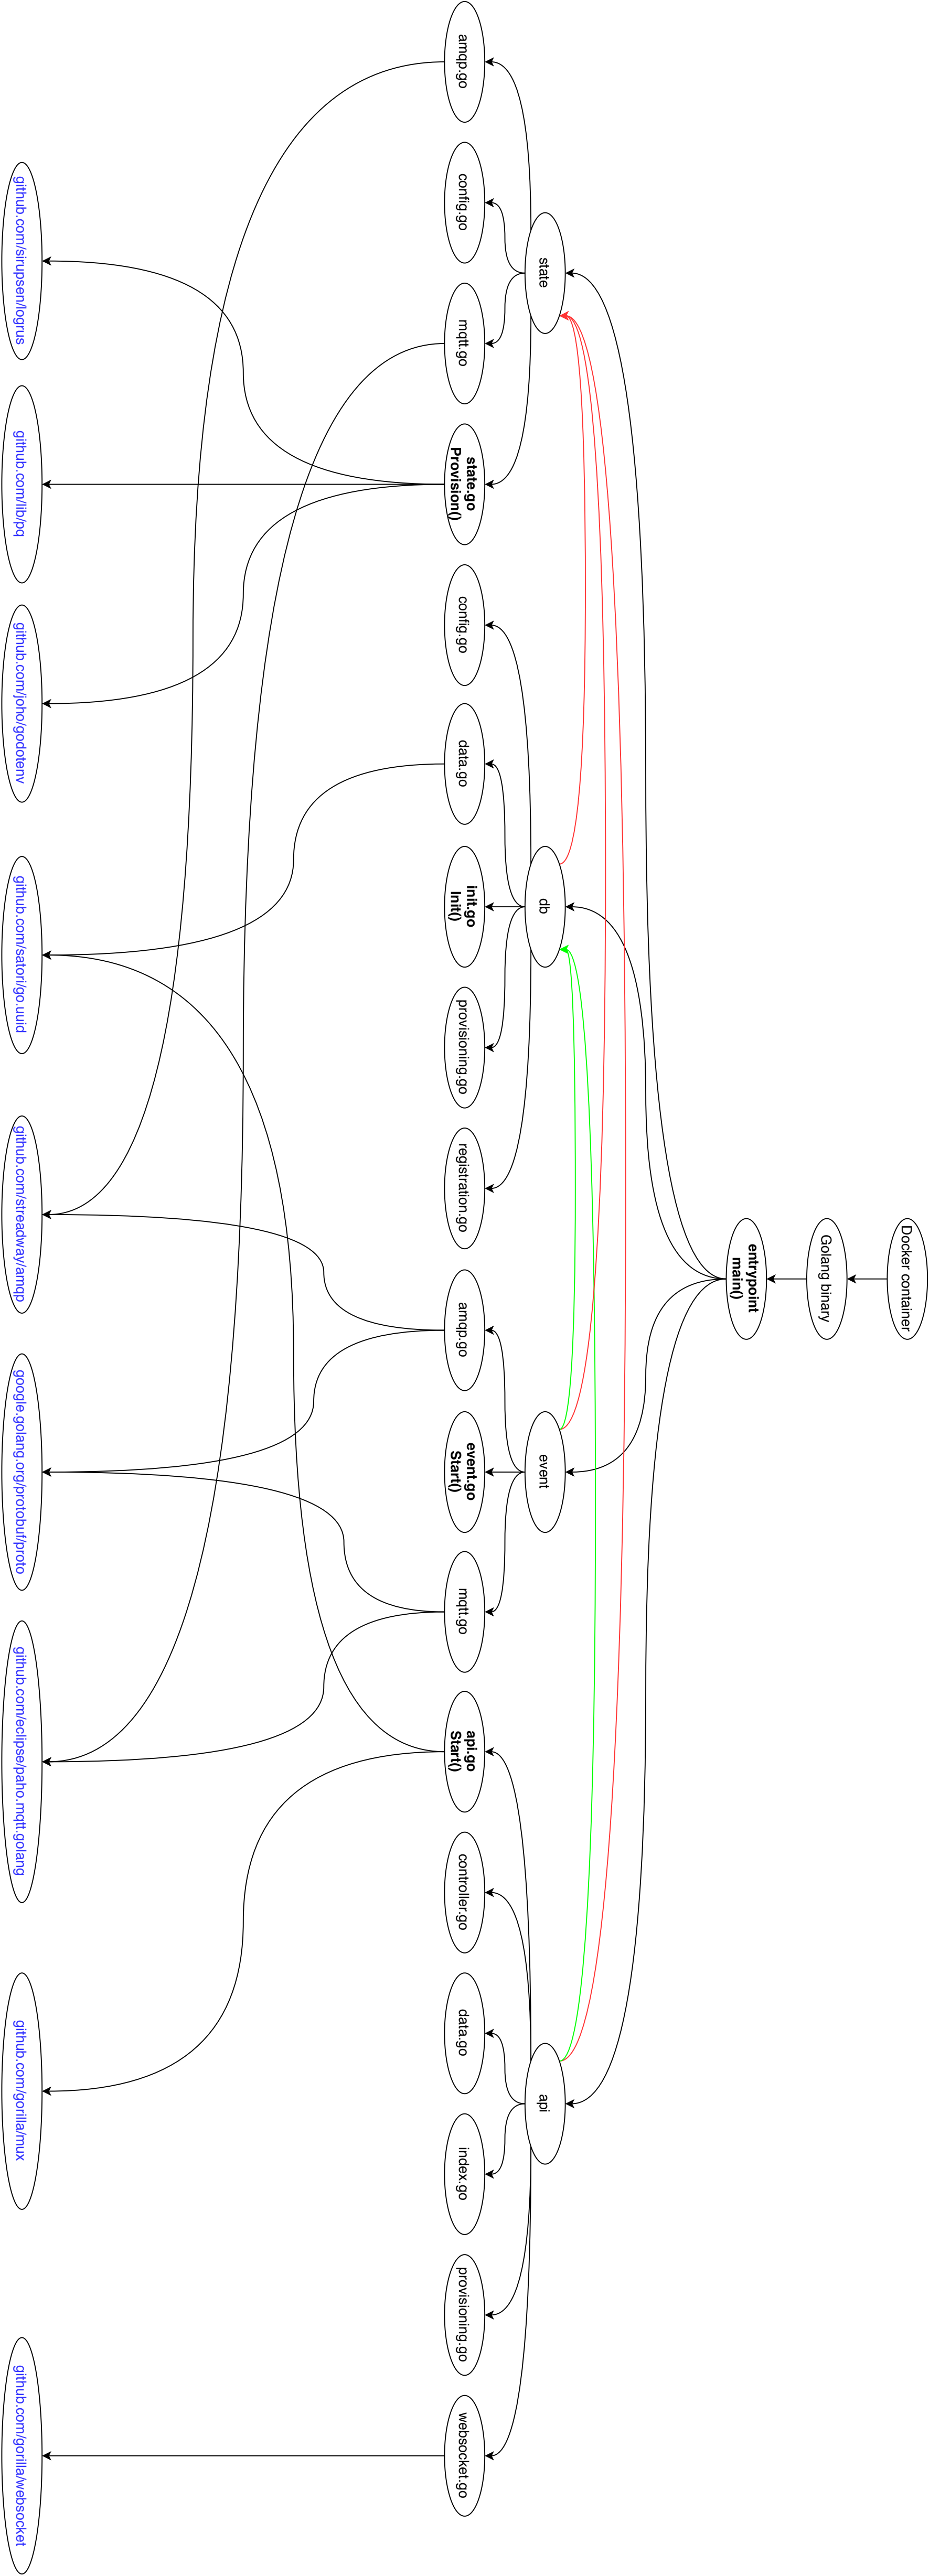 Docker container
Golang binary
entrypoint
main()
state
db
event
api
amqp.go
config.go
mqtt.go
state.go
Provision()
config.go
data.go
init.go
Init()
provisioning.go
registration.go
amqp.go
event.go
Start()
mqtt.go
api.go
Start()
controller.go
data.go
index.go
provisioning.go
websocket.go
github.com/sirupsen/logrus
github.com/lib/pq
github.com/joho/godotenv
github.com/satori/go.uuid
github.com/streadway/amqp
google.golang.org/protobuf/proto
github.com/eclipse/paho.mqtt.golang
github.com/gorilla/mux
github.com/gorilla/websocket